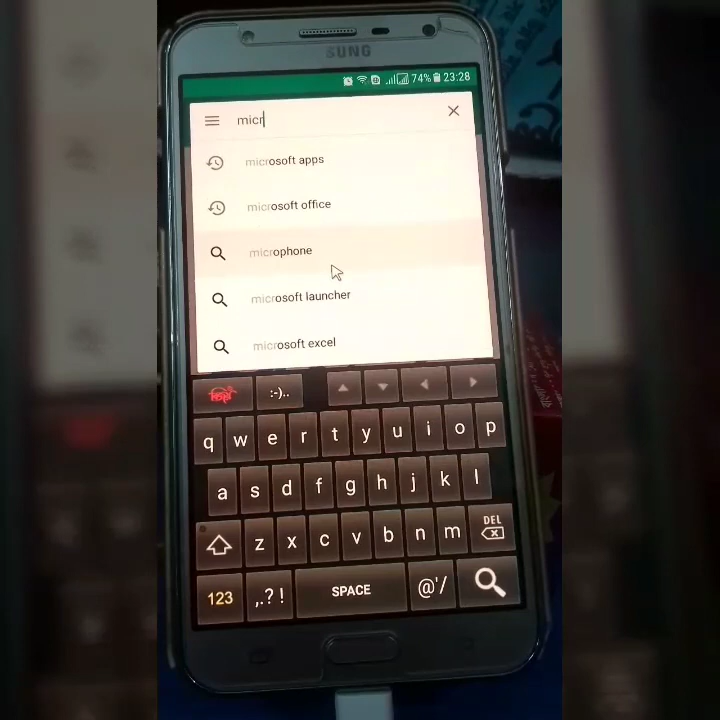 SUNG
74% 23:28
micr
microsoft apps
microsoft office
microphone
microsoft launcher
microsoft excel
:-)..
q w e r t y u i o p
a s d f g h j k l
z x c v b n m DEL
123 ,.?! SPACE @'/